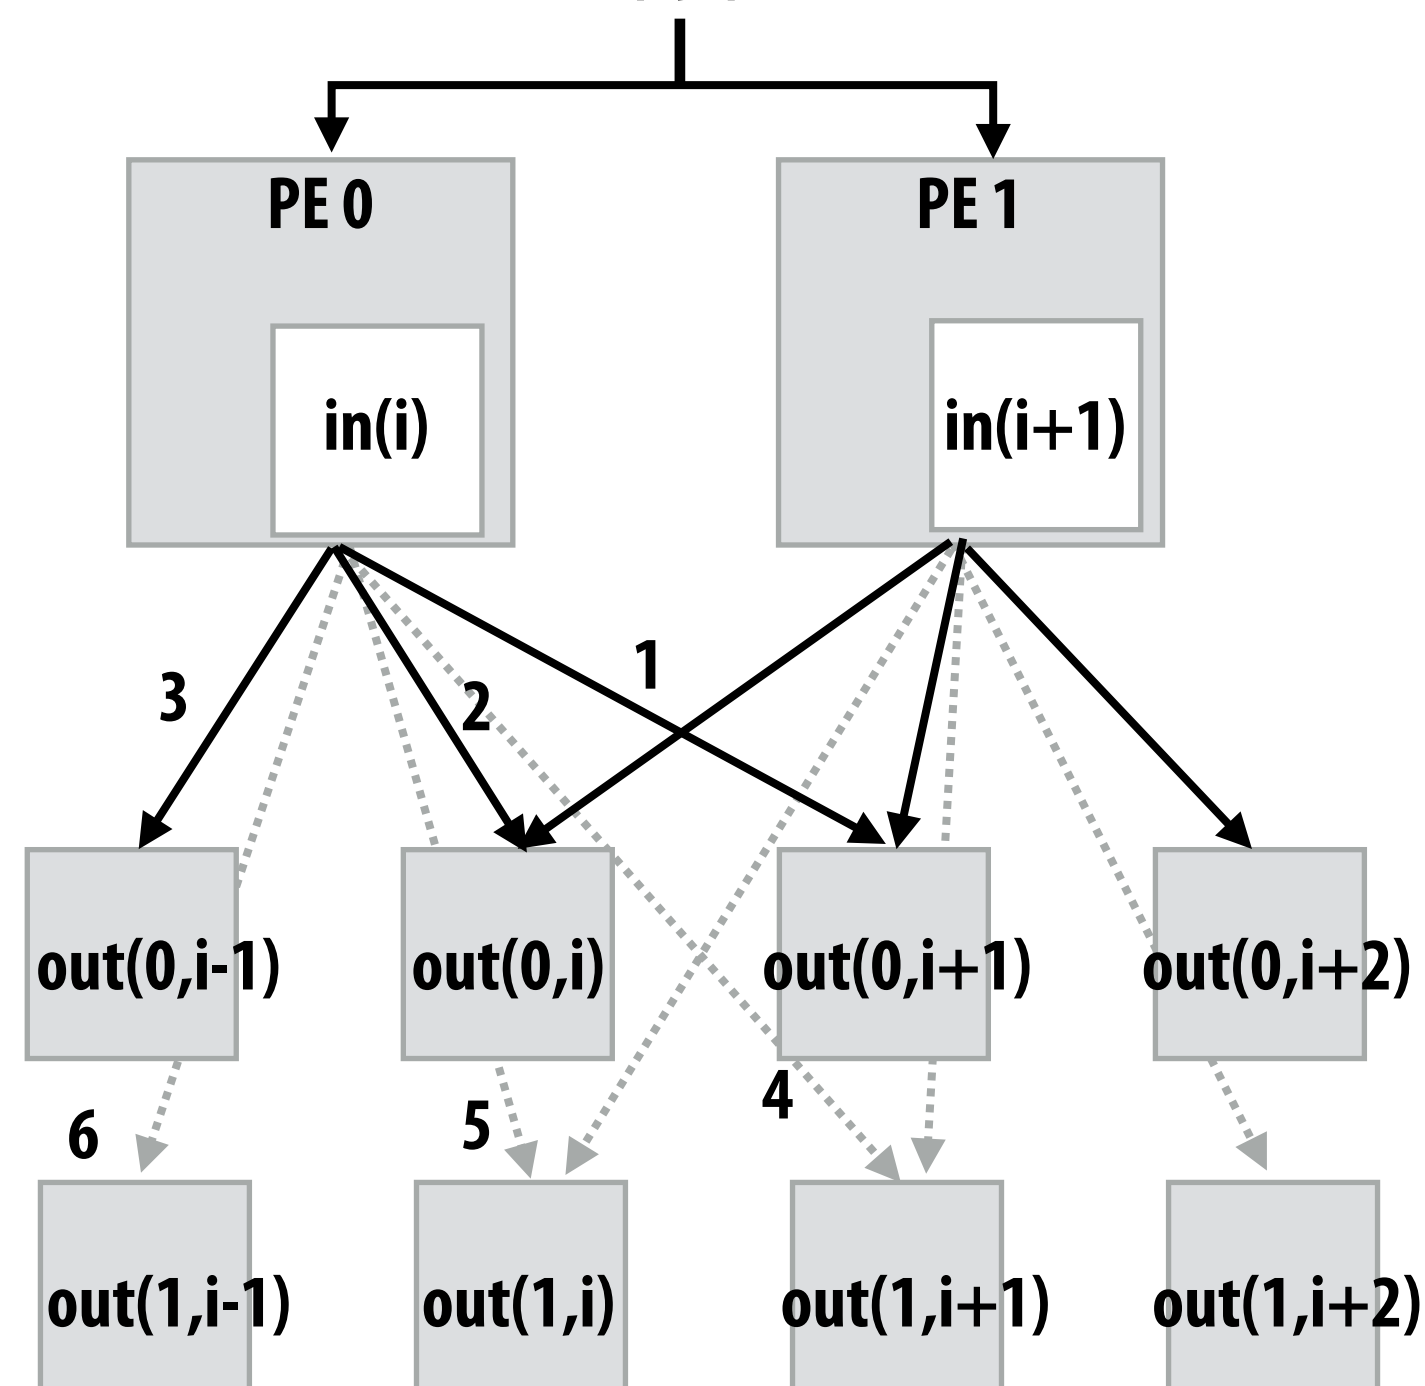 PE 0
PE 1
in(i)
in(i+1)
1
3
2
out(0,i-1)
out(0,i)
out(0,i+1)
out(0,i+2)
4
5
6
out(1,i-1)
out(1,i)
out(1,i+1)
out(1,i+2)